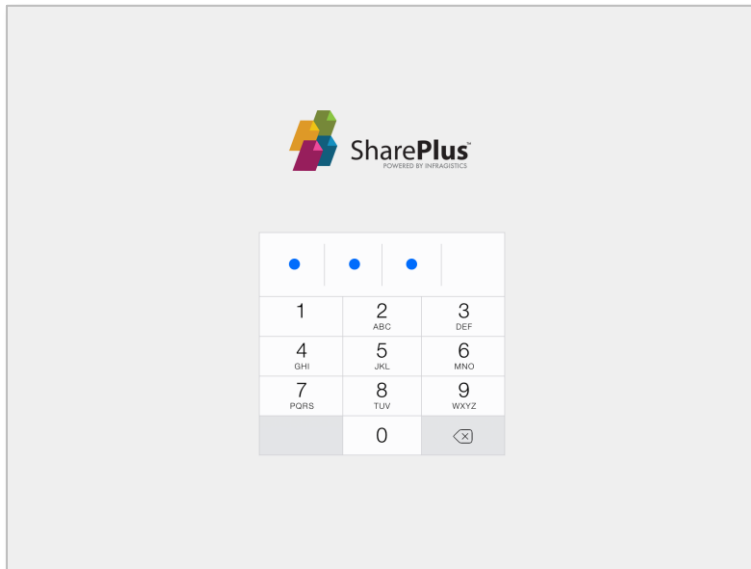 SharePlus™
POWERED BY INFRAGISTICS
1 2 3
ABC DEF
4 5 6
GHI JKL MNO
7 8 9
PQRS TUV WXYZ
0